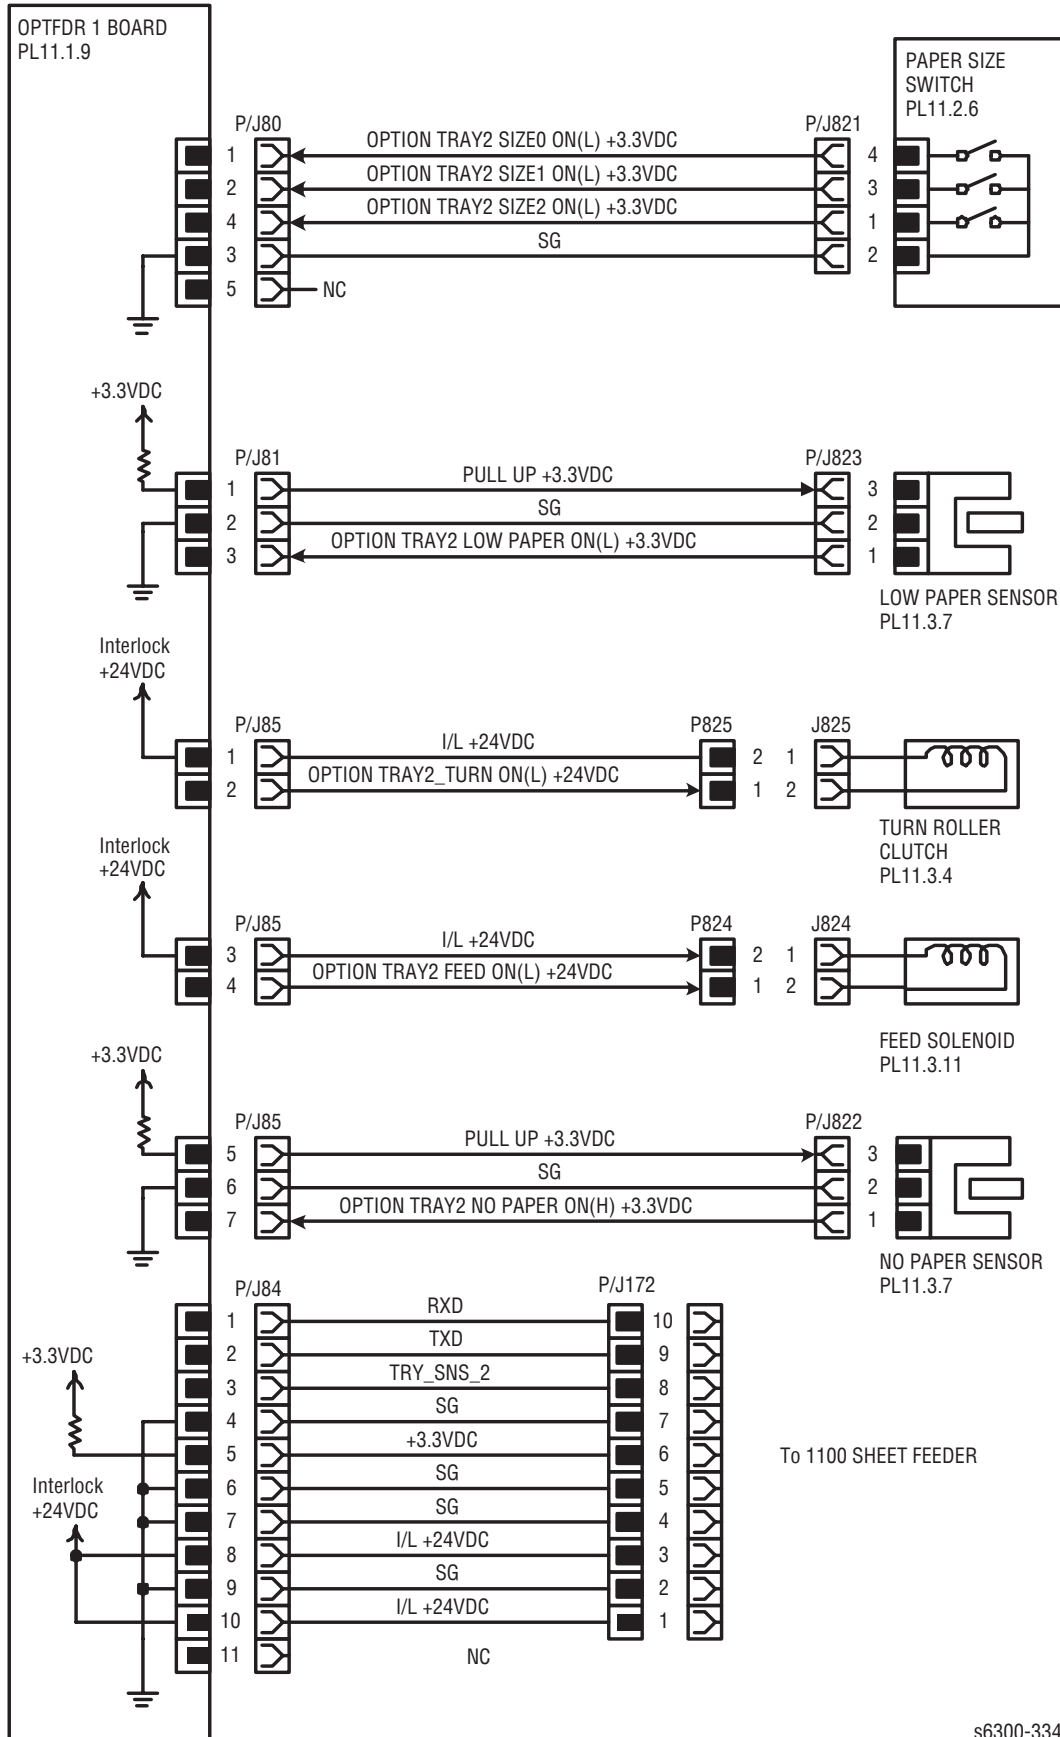 OPTFDR 1 BOARD
PL11.1.9
PAPER SIZE
SWITCH
PL11.2.6
P/J80
P/J821
1 OPTION TRAY2 SIZE0 ON(L) +3.3VDC 4
2 OPTION TRAY2 SIZE1 ON(L) +3.3VDC 3
4 OPTION TRAY2 SIZE2 ON(L) +3.3VDC 1
3 SG 2
5 NC
+3.3VDC
P/J81
P/J823
1 PULL UP +3.3VDC 3
2 SG 2
3 OPTION TRAY2 LOW PAPER ON(L) +3.3VDC 1
LOW PAPER SENSOR
PL11.3.7
Interlock
+24VDC
P/J85
P825
J825
1 I/L +24VDC 2 1
2 OPTION TRAY2_TURN ON(L) +24VDC 1 2
TURN ROLLER
CLUTCH
PL11.3.4
Interlock
+24VDC
P/J85
P824
J824
3 I/L +24VDC 2 1
4 OPTION TRAY2 FEED ON(L) +24VDC 1 2
FEED SOLENOID
PL11.3.11
+3.3VDC
P/J85
P/J822
5 PULL UP +3.3VDC 3
6 SG 2
7 OPTION TRAY2 NO PAPER ON(H) +3.3VDC 1
NO PAPER SENSOR
PL11.3.7
P/J84
P/J172
1 RXD 10
2 TXD 9
+3.3VDC
3 TRY_SNS_2 8
4 SG 7
5 +3.3VDC 6
To 1100 SHEET FEEDER
Interlock
+24VDC
6 SG 5
7 SG 4
8 I/L +24VDC 3
9 SG 2
10 I/L +24VDC 1
11 NC
s6300-334